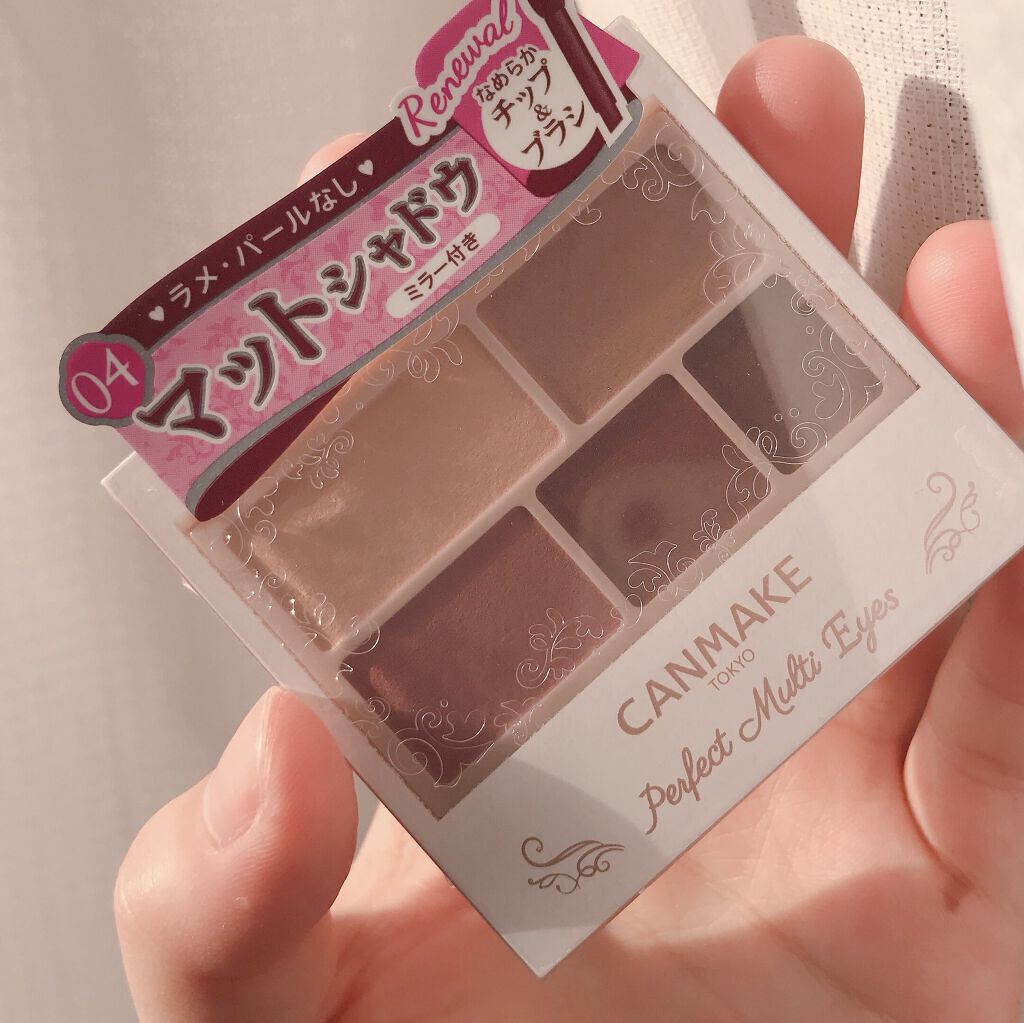 Renewal
なめらか
チップ
&
ブラシ
♥ラメ・パールなし♥
04
マットシャドウ
ミラー付き
CANMAKE
TOKYO
Perfect Multi Eyes